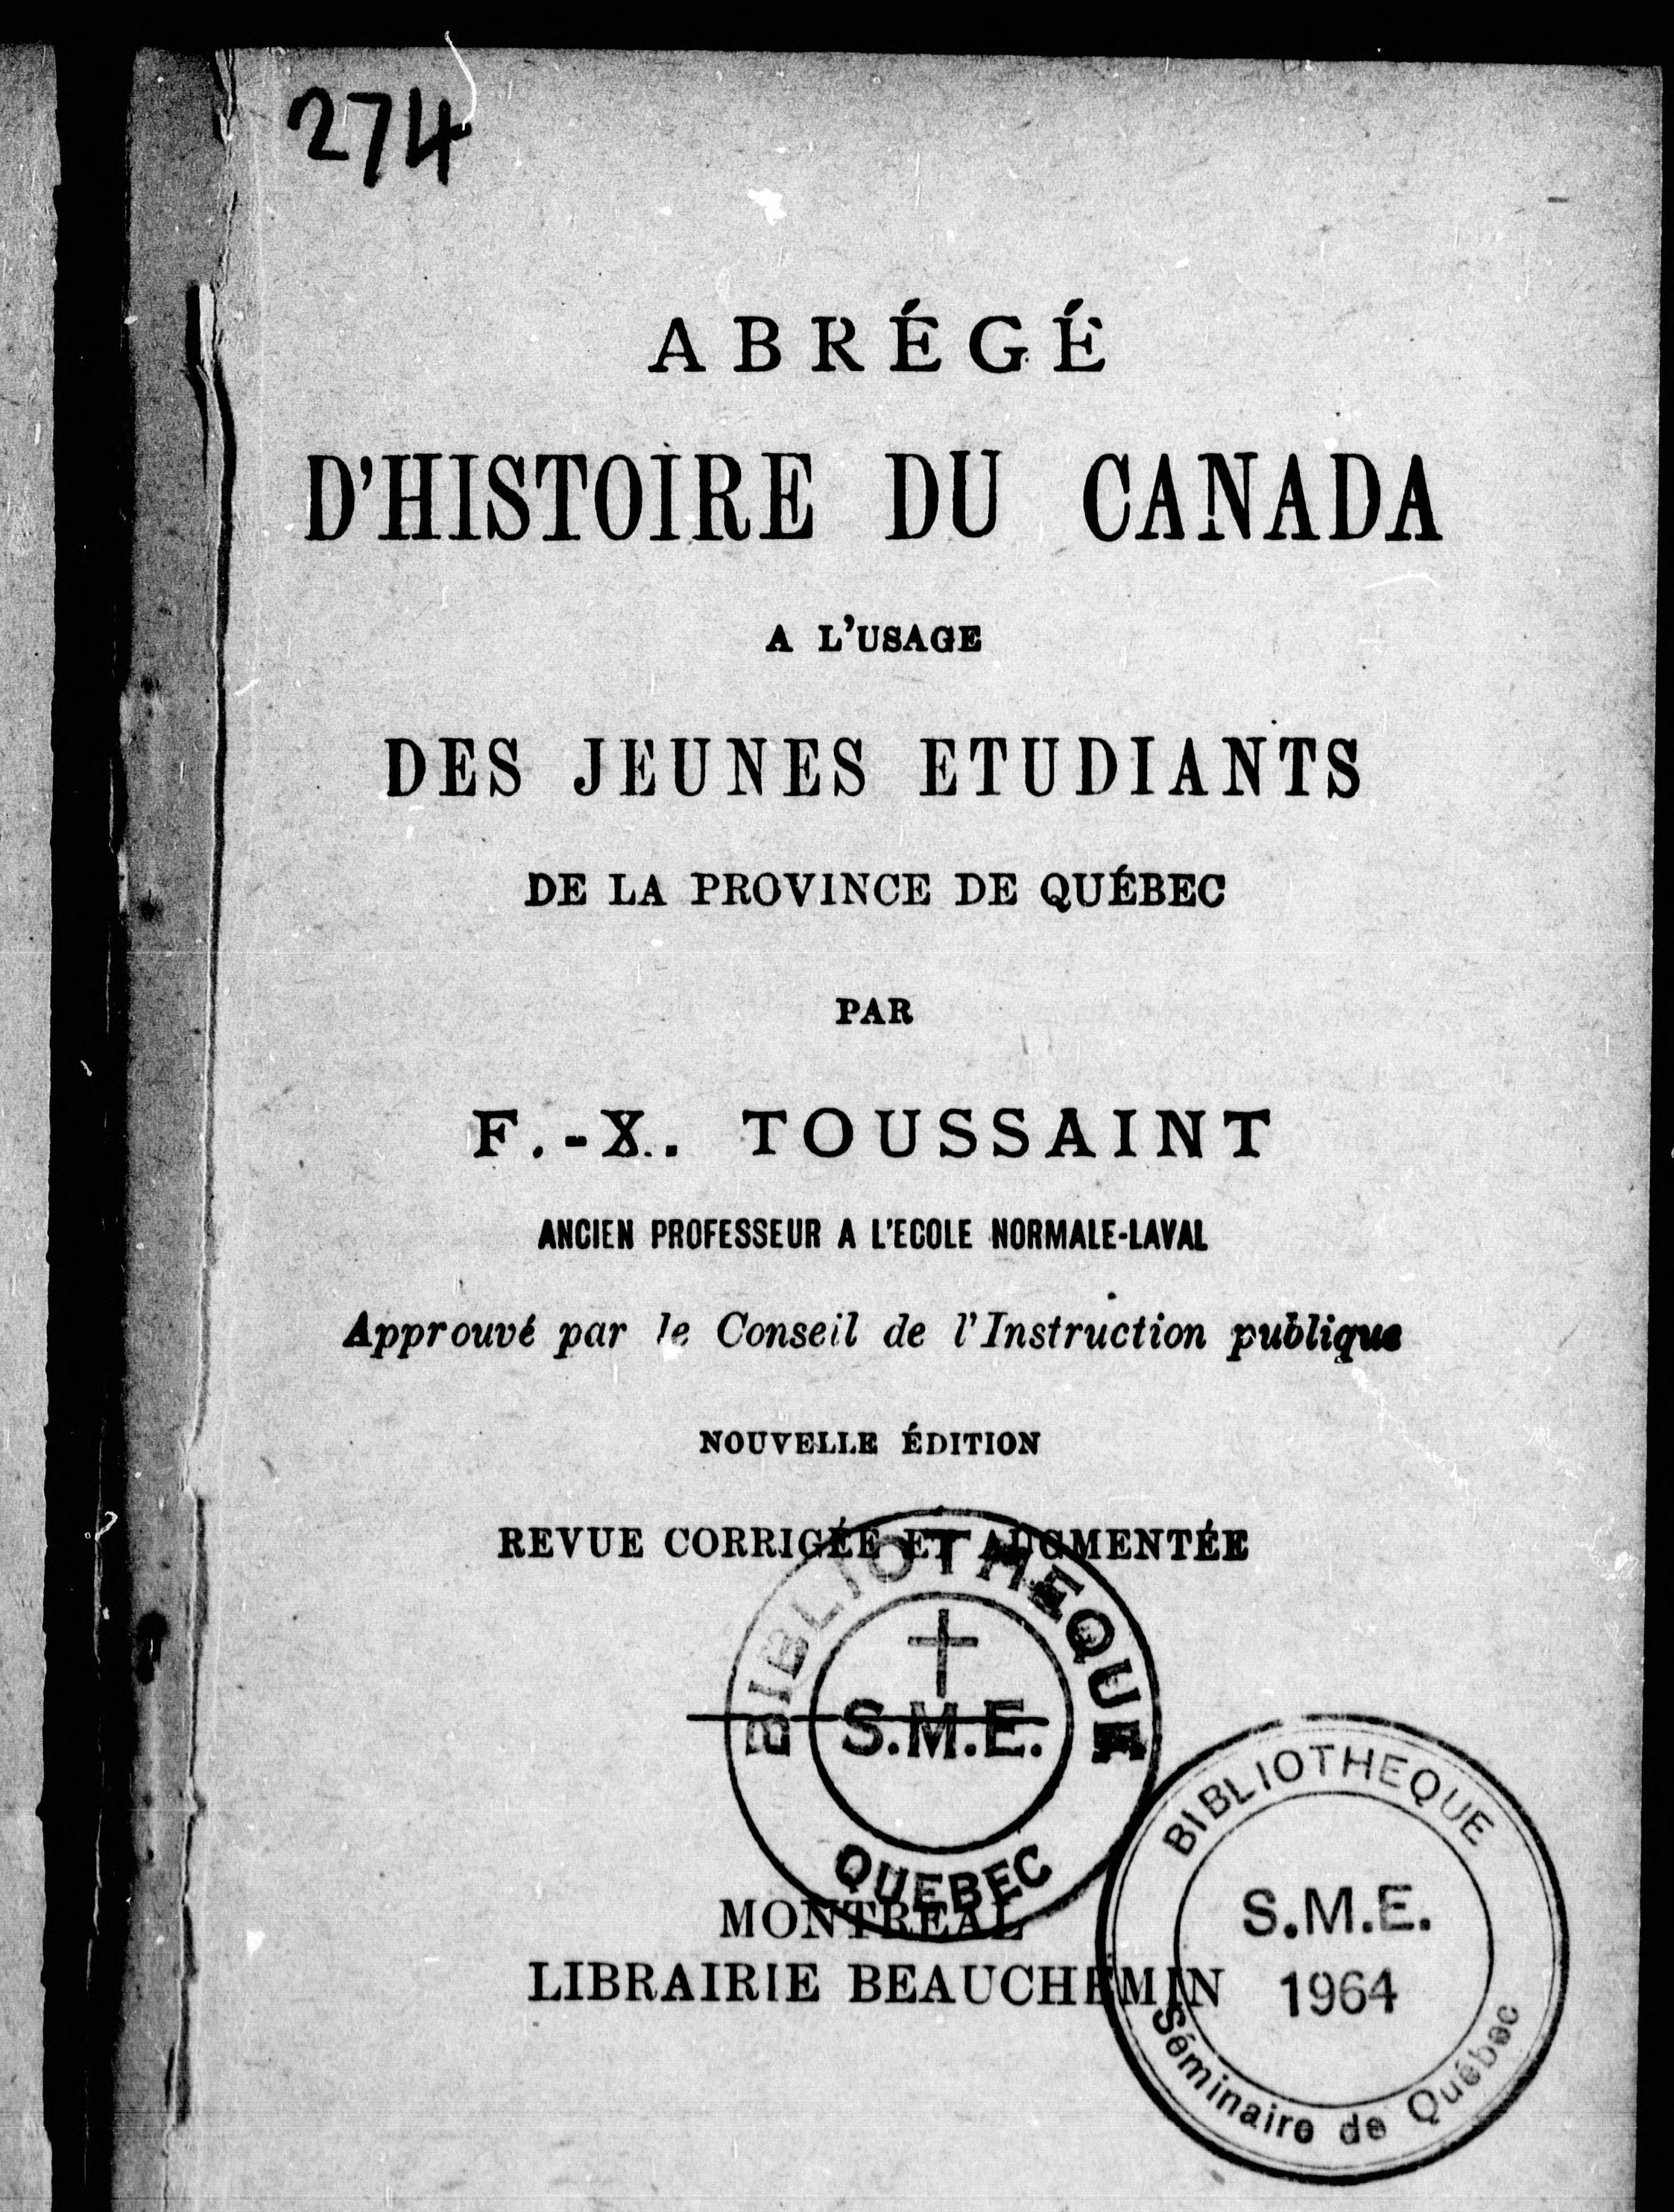 274
ABRÉGÉ
D'HISTOIRE DU CANADA
A L'USAGE
DES JEUNES ETUDIANTS
DE LA PROVINCE DE QUÉBEC
PAR
F.-X. TOUSSAINT
ANCIEN PROFESSEUR A L'ECOLE NORMALE-LAVAL
Approuvé par le Conseil de l'Instruction publique
NOUVELLE ÉDITION
REVUE CORRIGÉE ET AUGMENTÉE
BIBLIOTHEQUE
S.M.E.
QUEBEC
MONTREAL
LIBRAIRIE BEAUCHEMIN
BIBLIOTHEQUE
S.M.E.
1964
Séminaire de Québec